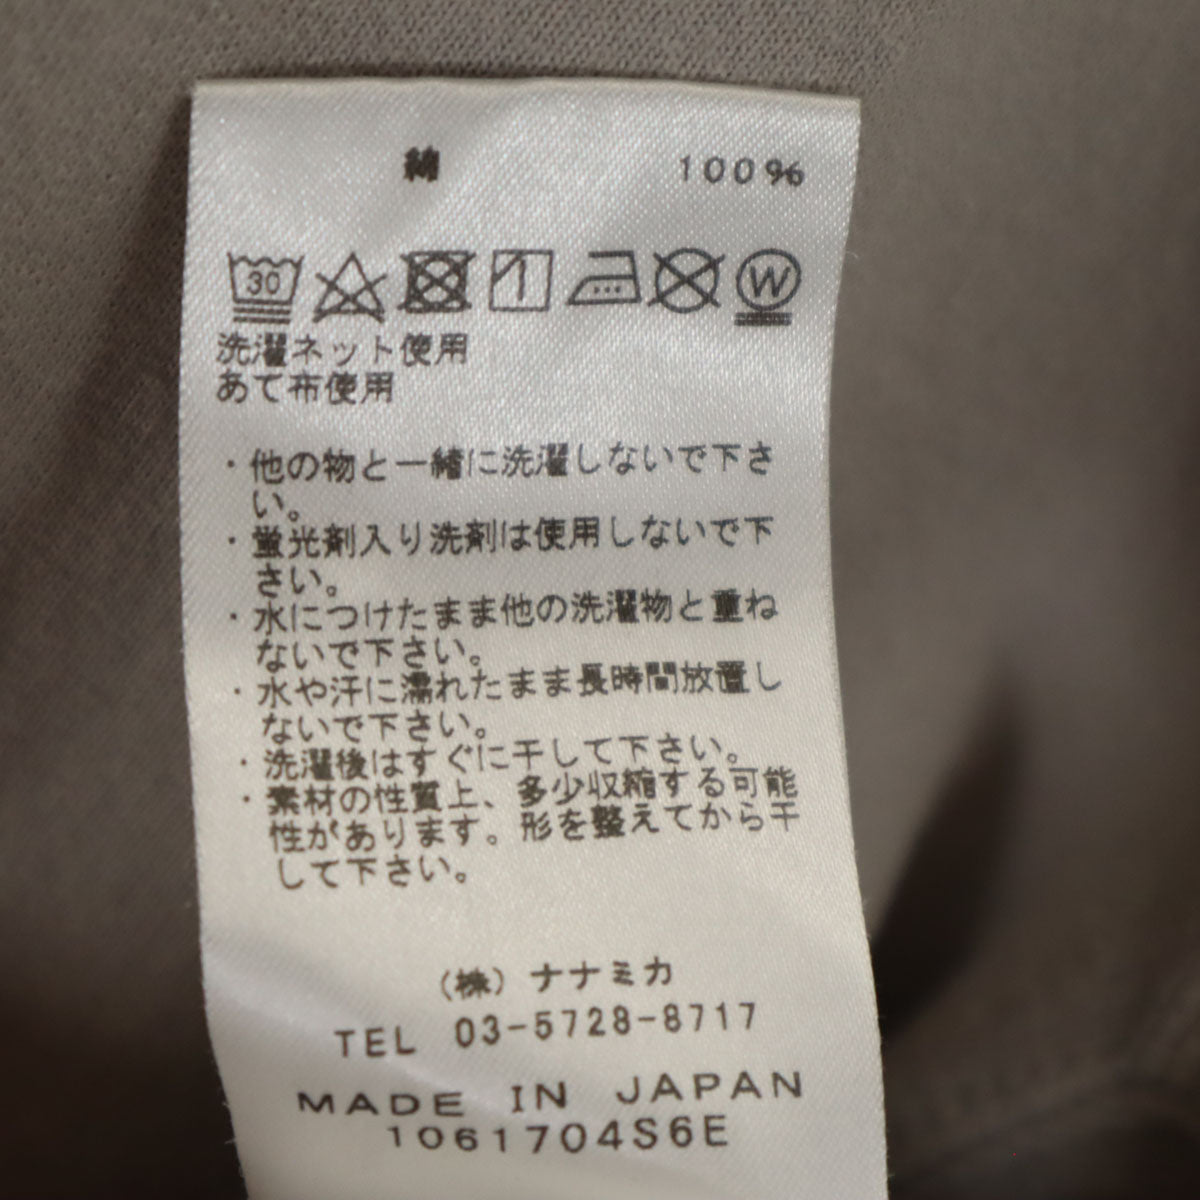 綿 100%
30 W
洗濯ネット使用
あて布使用
・他の物と一緒に洗濯しないで下さ
い。
・蛍光剤入り洗剤は使用しないで下
さい。
・水につけたまま他の洗濯物と重ね
ないで下さい。
・水や汗に濡れたまま長時間放置し
ないで下さい。
・洗濯後はすぐに干して下さい。
・素材の性質上、多少収縮する可能
性があります。形を整えてから干
して下さい。
(株)ナナミカ
TEL 03-5728-8717
MADE IN JAPAN
1061704S6E